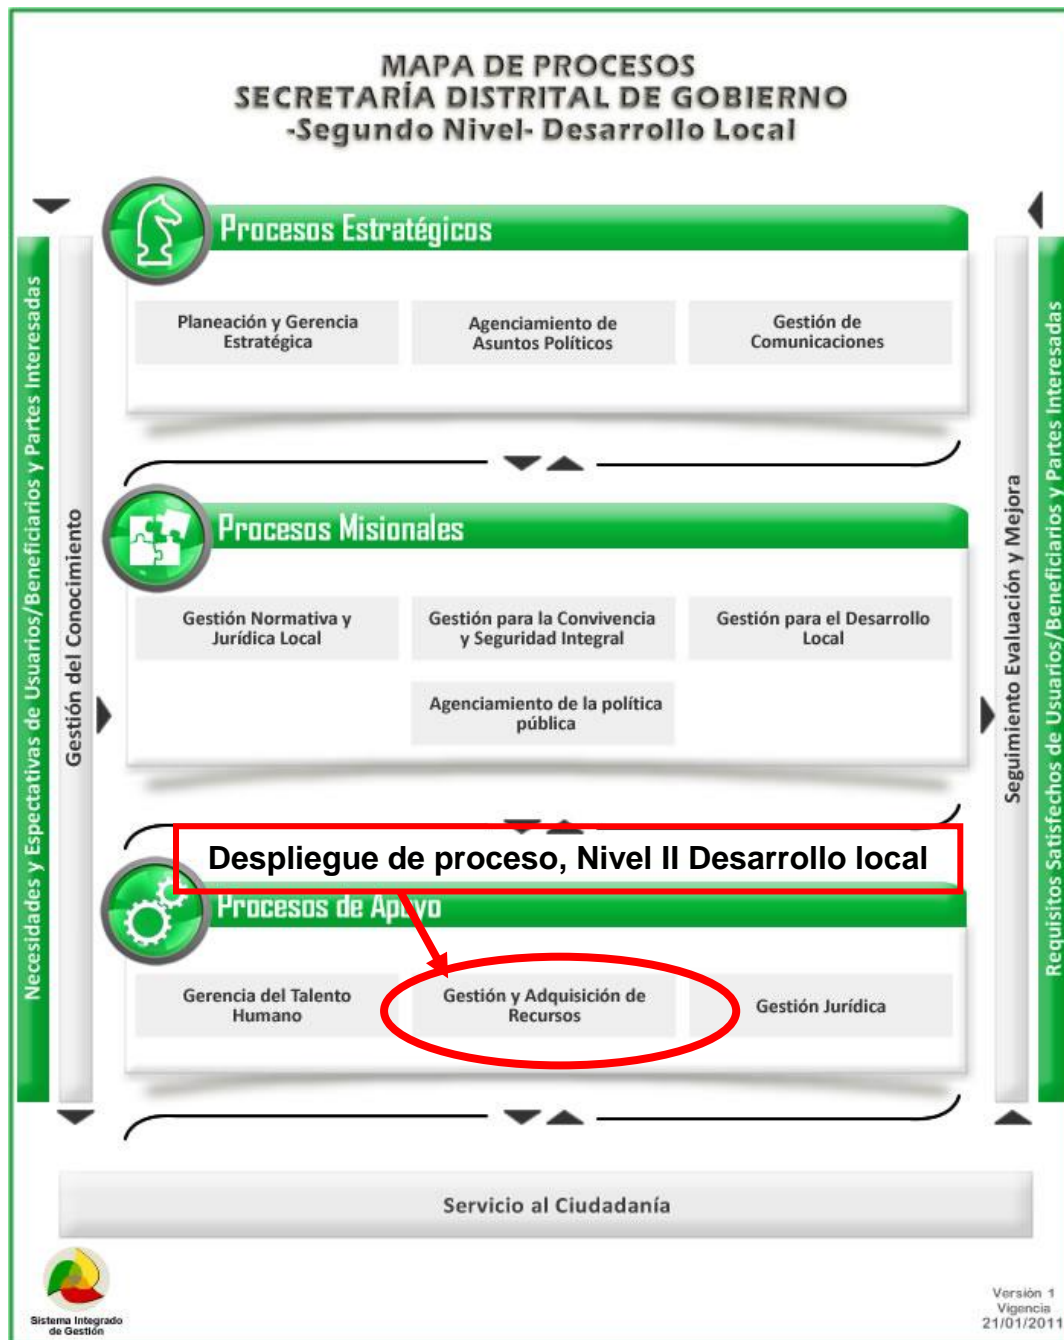 MAPA DE PROCESOS
SECRETARÍA DISTRITAL DE GOBIERNO
-Segundo Nivel- Desarrollo Local
Necesidades y Espectativas de Usuarios/Beneficiarios y Partes Interesadas
Gestión del Conocimiento
Procesos Estratégicos
Planeación y Gerencia
Estratégica
Agenciamiento de
Asuntos Políticos
Gestión de
Comunicaciones
Procesos Misionales
Gestión Normativa y
Jurídica Local
Gestión para la Convivencia
y Seguridad Integral
Gestión para el Desarrollo
Local
Agenciamiento de la política
pública
Despliegue de proceso, Nivel II Desarrollo local
Procesos de Apoyo
Gerencia del Talento
Humano
Gestión y Adquisición de
Recursos
Gestión Jurídica
Seguimiento Evaluación y Mejora
Requisitos Satisfechos de Usuarios/Beneficiarios y Partes Interesadas
Servicio al Ciudadanía
Sistema Integrado
de Gestión
Versión 1
Vigencia
21/01/2011